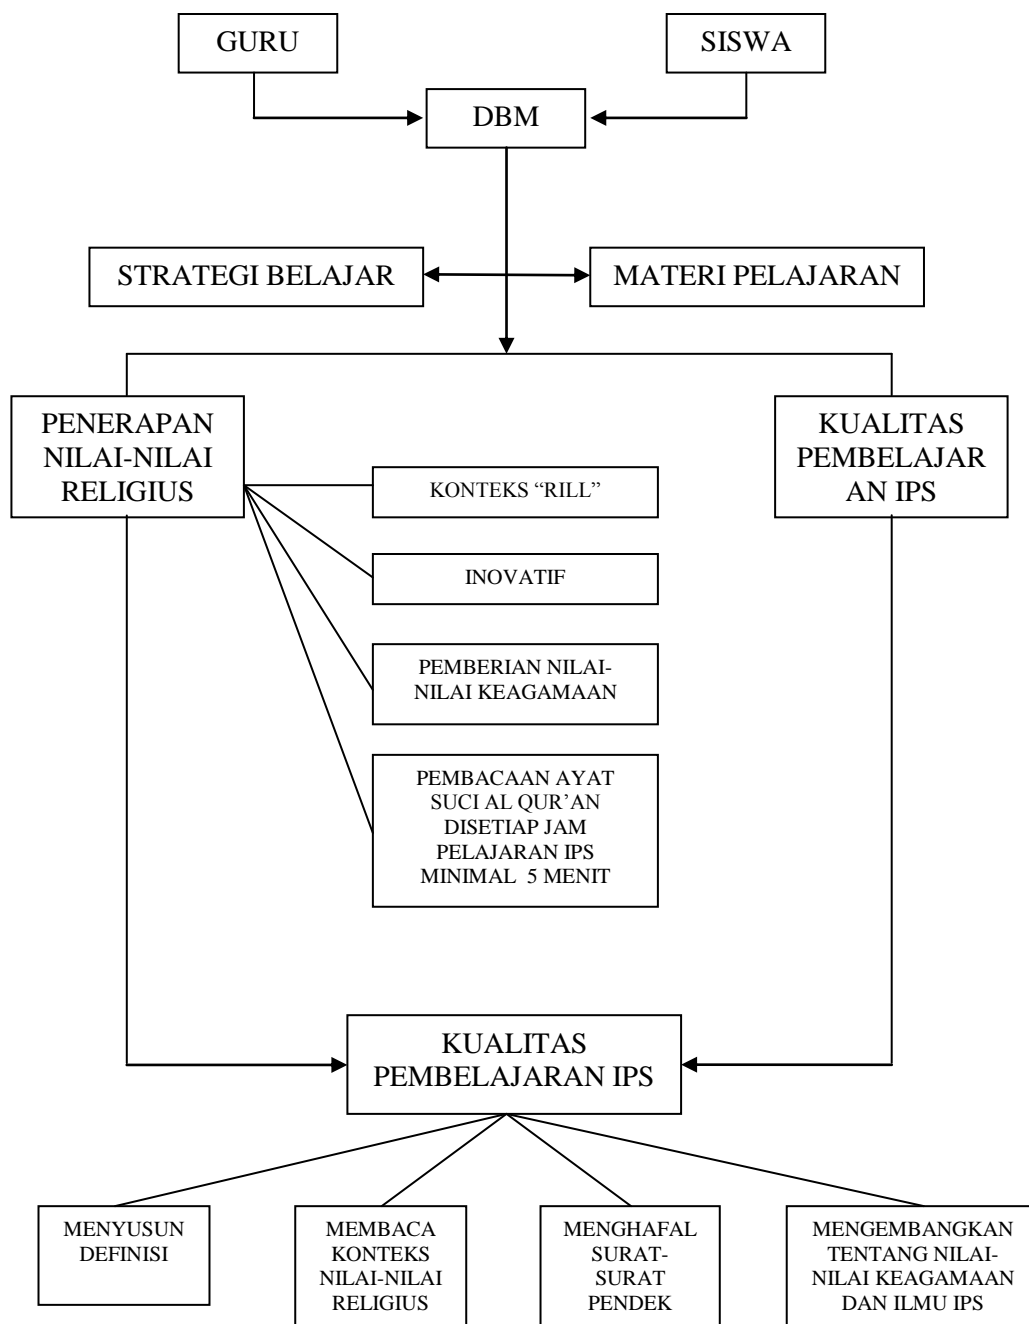 GURU
SISWA
DBM
STRATEGI BELAJAR
MATERI PELAJARAN
PENERAPAN
NILAI-NILAI
RELIGIUS
KUALITAS
PEMBELAJAR
AN IPS
KONTEKS “RILL”
INOVATIF
PEMBERIAN NILAI-
NILAI KEAGAMAAN
PEMBACAAN AYAT
SUCI AL QUR’AN
DISETIAP JAM
PELAJARAN IPS
MINIMAL 5 MENIT
KUALITAS
PEMBELAJARAN IPS
MENYUSUN
DEFINISI
MEMBACA
KONTEKS
NILAI-NILAI
RELIGIUS
MENGHAFAL
SURAT-
SURAT
PENDEK
MENGEMBANGKAN
TENTANG NILAI-
NILAI KEAGAMAAN
DAN ILMU IPS